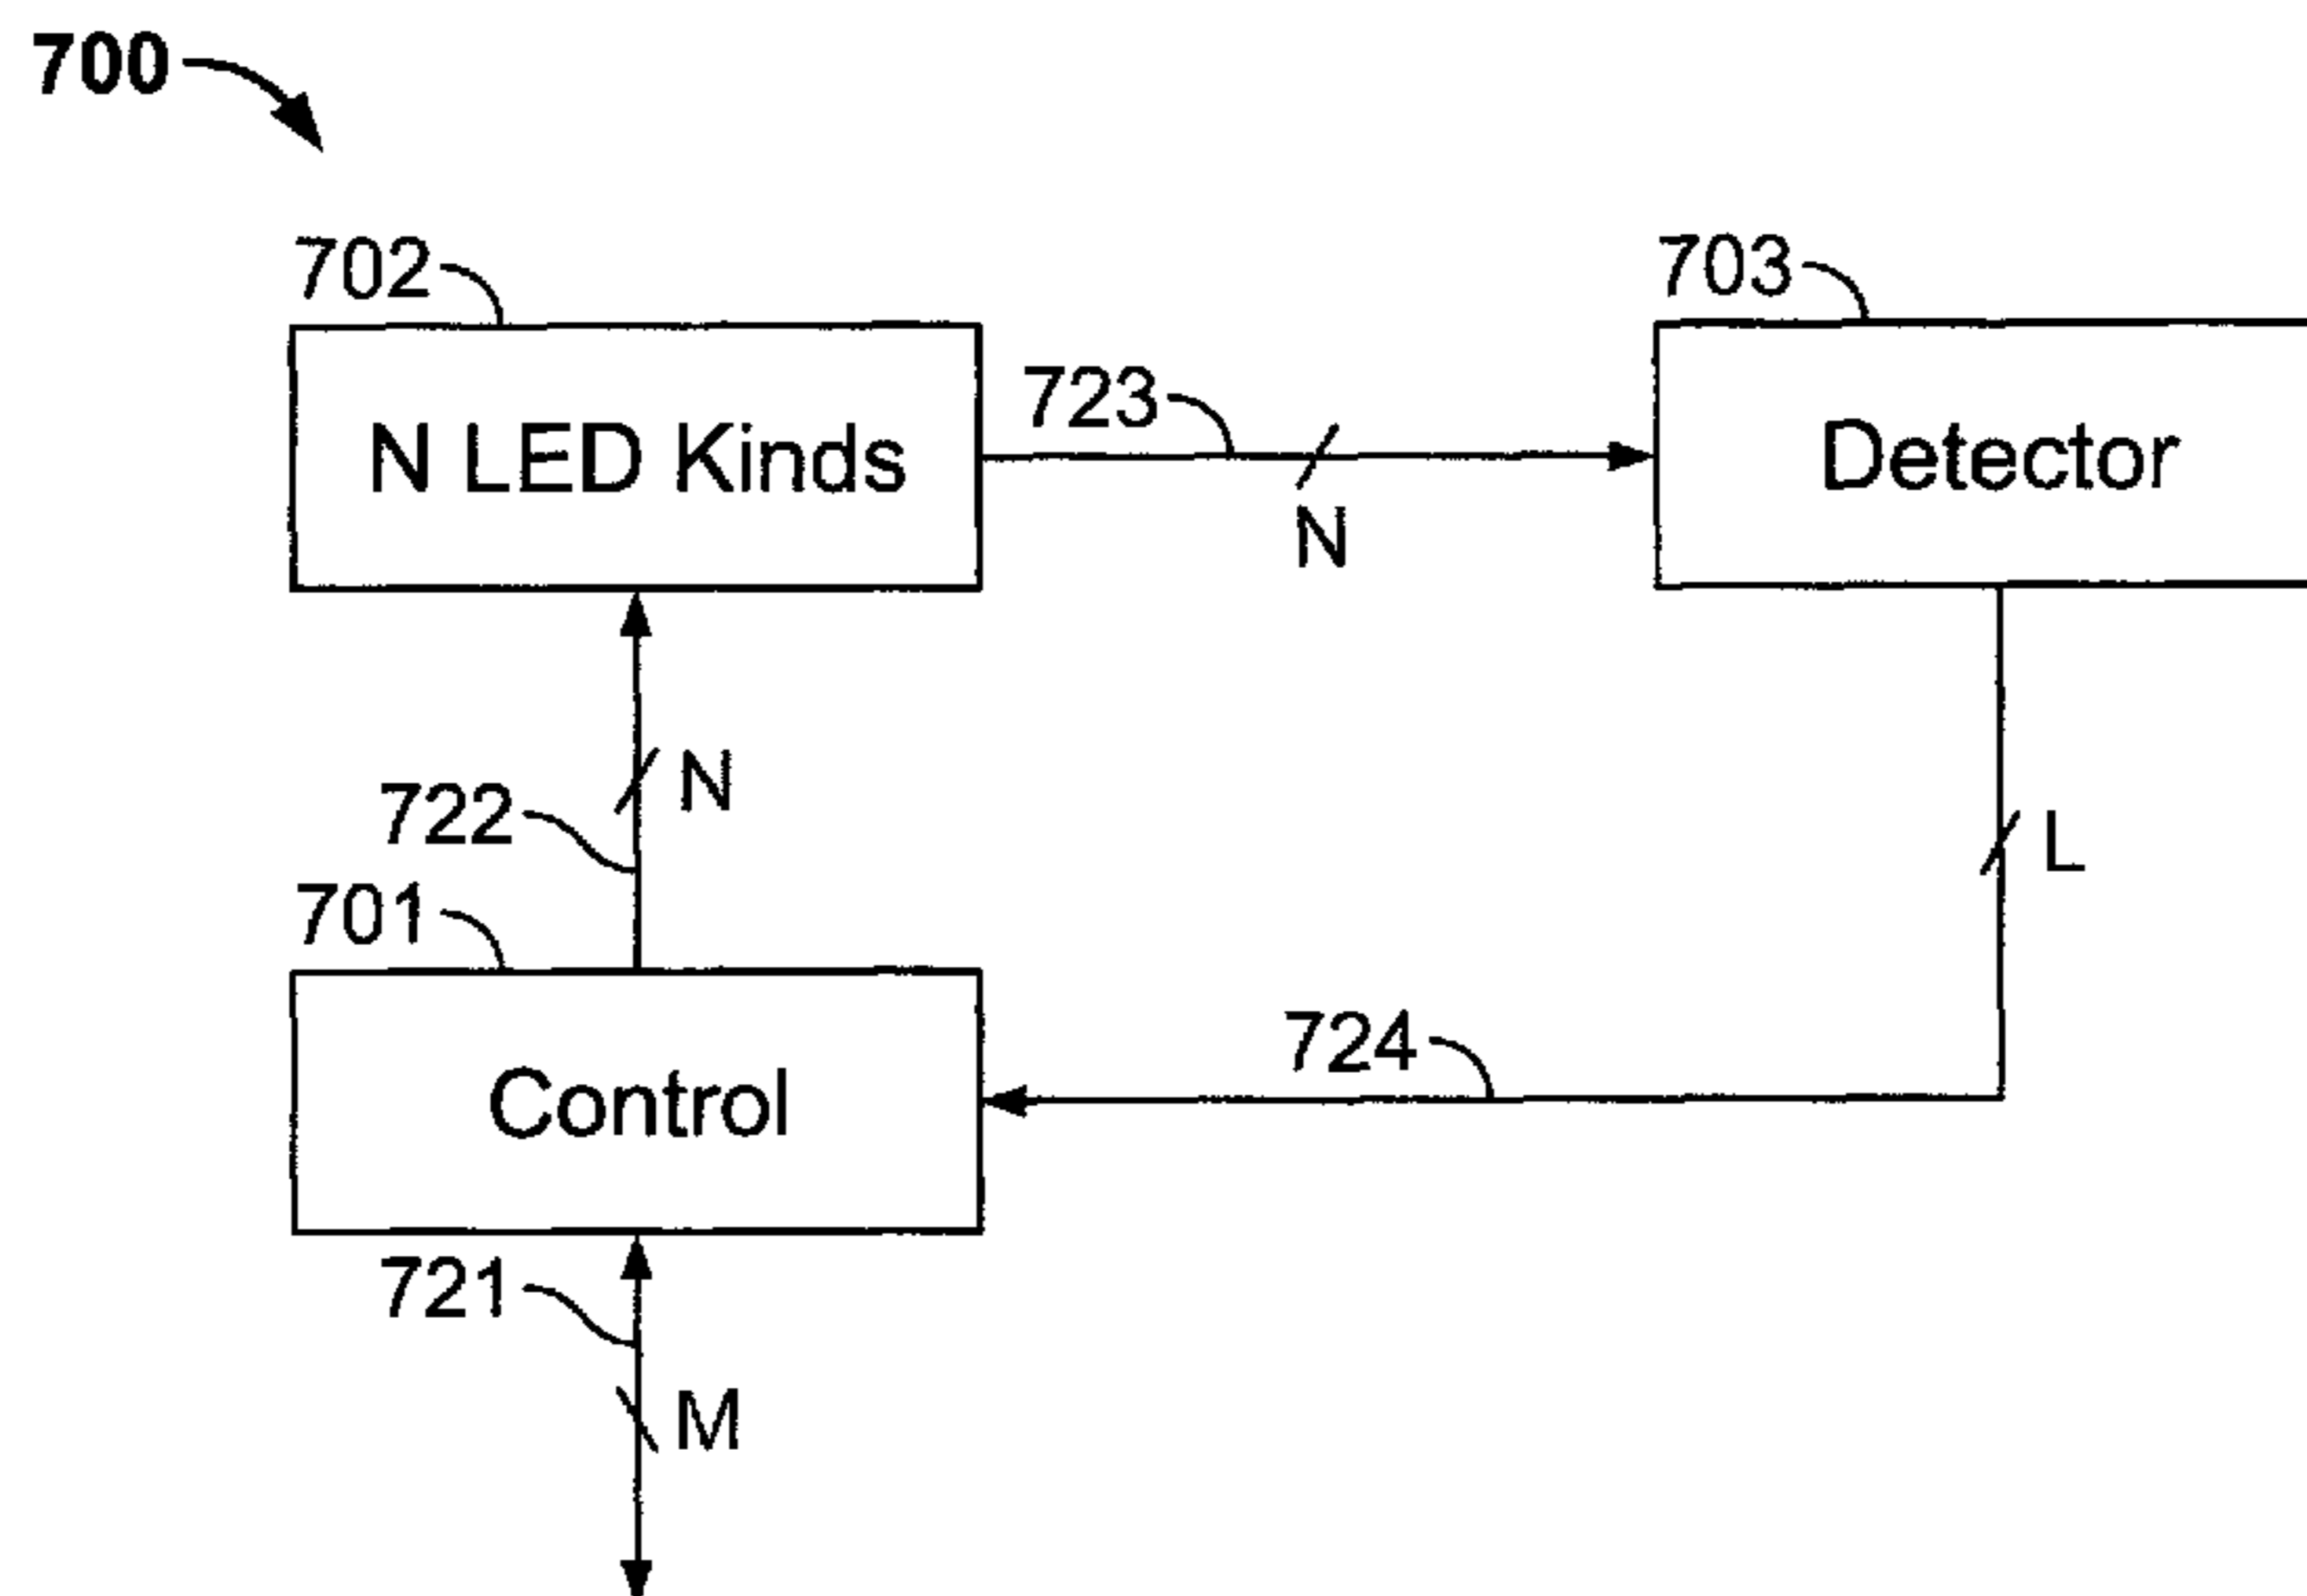 700
702
703
N LED Kinds
723
N
Detector
N
722
L
701
Control
724
721
M